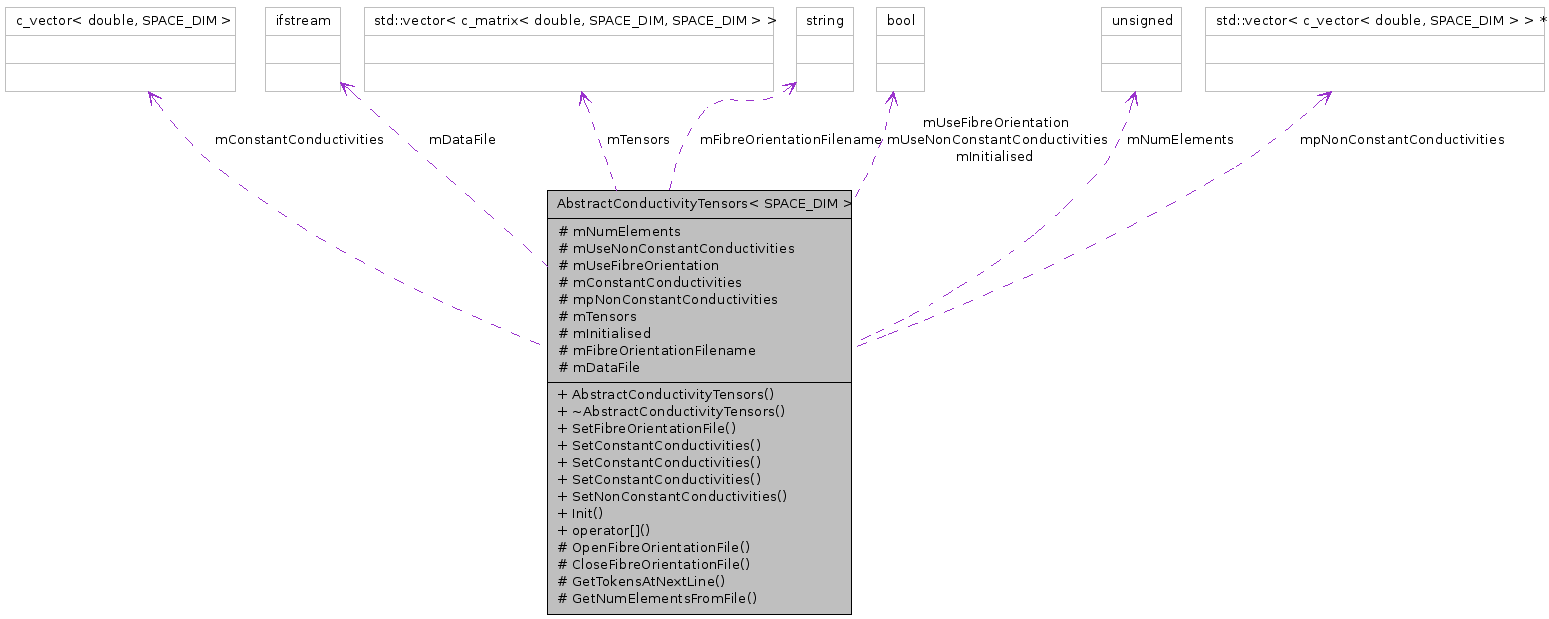 c_vector< double, SPACE_DIM >
ifstream
std::vector< c_matrix< double, SPACE_DIM, SPACE_DIM > >
string
bool
unsigned
std::vector< c_vector< double, SPACE_DIM > > *
mConstantConductivities
mDataFile
mTensors
mFibreOrientationFilename
mUseFibreOrientation
mUseNonConstantConductivities
mInitialised
mNumElements
mpNonConstantConductivities
AbstractConductivityTensors< SPACE_DIM >
# mNumElements
# mUseNonConstantConductivities
# mUseFibreOrientation
# mConstantConductivities
# mpNonConstantConductivities
# mTensors
# mInitialised
# mFibreOrientationFilename
# mDataFile
+ AbstractConductivityTensors()
+ ~AbstractConductivityTensors()
+ SetFibreOrientationFile()
+ SetConstantConductivities()
+ SetConstantConductivities()
+ SetConstantConductivities()
+ SetNonConstantConductivities()
+ Init()
+ operator[]()
# OpenFibreOrientationFile()
# CloseFibreOrientationFile()
# GetTokensAtNextLine()
# GetNumElementsFromFile()